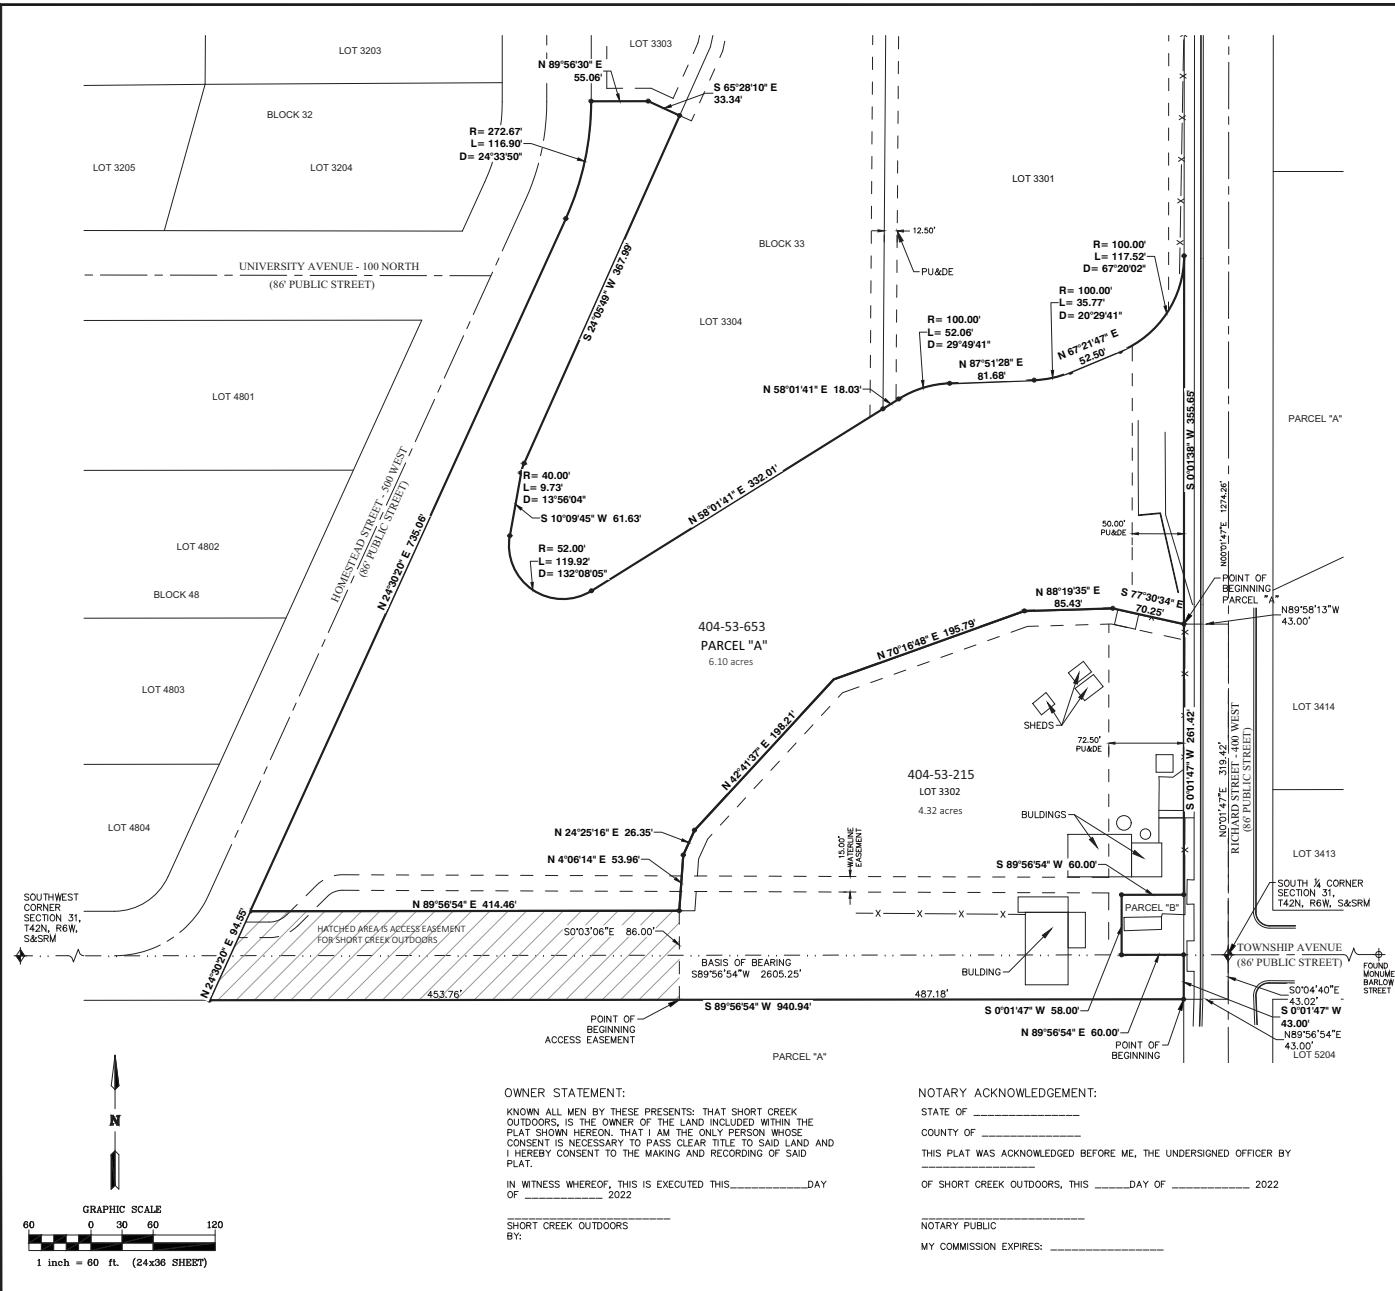 LOT 3203
LOT 3303
N 89°56'30" E
55.06'
S 65°28'10" E
33.34'
BLOCK 32
R= 272.67'
L= 116.90'
D= 24°33'50"
LOT 3205
LOT 3204
LOT 3301
12.50'
PU&DE
BLOCK 33
R= 100.00'
L= 117.52'
D= 67°20'02"
UNIVERSITY AVENUE - 100 NORTH
(86' PUBLIC STREET)
S 24°05'49" W 367.99'
R= 100.00'
L= 35.77'
D= 20°29'41"
LOT 3304
R= 100.00'
L= 52.06'
D= 29°49'41"
N 67°21'47" E
52.50'
N 87°51'28" E
81.68'
N 58°01'41" E 18.03'
LOT 4801
PARCEL "A"
S 0°01'38" W 355.65'
HOMESTEAD STREET - 500 WEST
(86' PUBLIC STREET)
N 24°30'20" E 735.06'
R= 40.00'
L= 9.73'
D= 13°56'04"
S 10°09'45" W 61.63'
N 58°01'41" E 332.01'
N00°01'47"E 1274.26'
50.00'
PU&DE
LOT 4802
R= 52.00'
L= 119.92'
D= 132°08'05"
BLOCK 48
POINT OF
BEGINNING
PARCEL "A"
N 88°19'35" E
85.43'
S 77°30'34" E
70.25'
N89°58'13"W
43.00'
404-53-653
PARCEL "A"
6.10 acres
N 70°16'48" E 195.79'
LOT 4803
SHEDS
LOT 3414
N 42°41'37" E 198.21'
72.50'
PU&DE
S 0°01'47" W 261.42'
N0°01'47"E 319.42'
RICHARD STREET - 400 WEST
(86' PUBLIC STREET)
404-53-215
LOT 3302
4.32 acres
BULDINGS
LOT 4804
N 24°25'16" E 26.35'
15.00'
WATERLINE
EASEMENT
N 4°06'14" E 53.96'
S 89°56'54" W 60.00'
LOT 3413
SOUTHWEST
CORNER
SECTION 31,
T42N, R6W,
S&SRM
SOUTH ¼ CORNER
SECTION 31,
T42N, R6W, S&SRM
N 89°56'54" E 414.46'
PARCEL "B"
N 24°30'20" E 94.55'
HATCHED AREA IS ACCESS EASEMENT
FOR SHORT CREEK OUTDOORS
S0°03'06"E 86.00'
TOWNSHIP AVENUE
(86' PUBLIC STREET)
BASIS OF BEARING
S89°56'54"W 2605.25'
BULDING
FOUND
MONUME
BARLOW
STREET
453.76'
487.18'
S 89°56'54" W 940.94'
S 0°01'47" W 58.00'
S0°04'40"E
43.02'
S 0°01'47" W
43.00'
N89°56'54"E
43.00'
POINT OF
BEGINNING
ACCESS EASEMENT
N 89°56'54" E 60.00'
POINT OF
BEGINNING
PARCEL "A"
LOT 5204
N
OWNER STATEMENT:
KNOWN ALL MEN BY THESE PRESENTS: THAT SHORT CREEK
OUTDOORS, IS THE OWNER OF THE LAND INCLUDED WITHIN THE
PLAT SHOWN HEREON. THAT I AM THE ONLY PERSON WHOSE
CONSENT IS NECESSARY TO PASS CLEAR TITLE TO SAID LAND AND
I HEREBY CONSENT TO THE MAKING AND RECORDING OF SAID
PLAT.
IN WITNESS WHEREOF, THIS IS EXECUTED THIS____________DAY
OF ____________ 2022
SHORT CREEK OUTDOORS
BY:
NOTARY ACKNOWLEDGEMENT:
STATE OF ________________
COUNTY OF _______________
THIS PLAT WAS ACKNOWLEDGED BEFORE ME, THE UNDERSIGNED OFFICER BY
_________________
OF SHORT CREEK OUTDOORS, THIS _____DAY OF ____________ 2022
NOTARY PUBLIC
MY COMMISSION EXPIRES: _________________
GRAPHIC SCALE
60 0 30 60 120
1 inch = 60 ft. (24x36 SHEET)